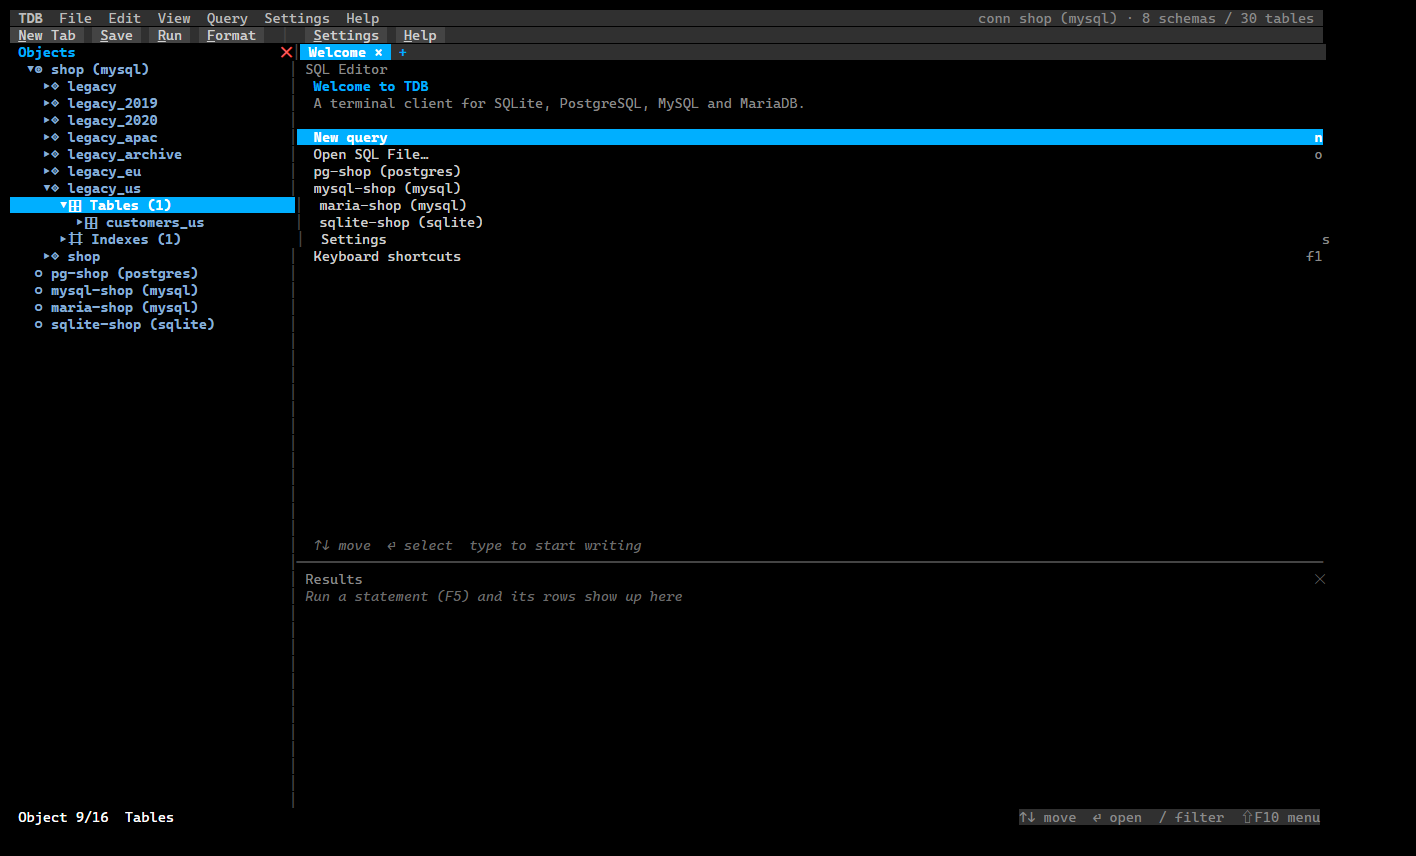 TDB File Edit View Query Settings Help conn shop (mysql) · 8 schemas / 30 tables
New Tab Save Run Format Settings Help
Objects × Welcome × +
▼⊙ shop (mysql) SQL Editor
▸◈ legacy Welcome to TDB
▸◈ legacy_2019 A terminal client for SQLite, PostgreSQL, MySQL and MariaDB.
▸◈ legacy_2020
▸◈ legacy_apac New query n
▸◈ legacy_archive Open SQL File… o
▸◈ legacy_eu pg-shop (postgres)
▼◈ legacy_us mysql-shop (mysql)
▼⊞ Tables (1) maria-shop (mysql)
▸⊞ customers_us sqlite-shop (sqlite)
▸ Indexes (1) Settings s
▸◈ shop Keyboard shortcuts f1
○ pg-shop (postgres)
○ mysql-shop (mysql)
○ maria-shop (mysql)
○ sqlite-shop (sqlite)
↑↓ move ↵ select type to start writing
Results ×
Run a statement (F5) and its rows show up here
Object 9/16 Tables ↑↓ move ↵ open / filter ⇧F10 menu